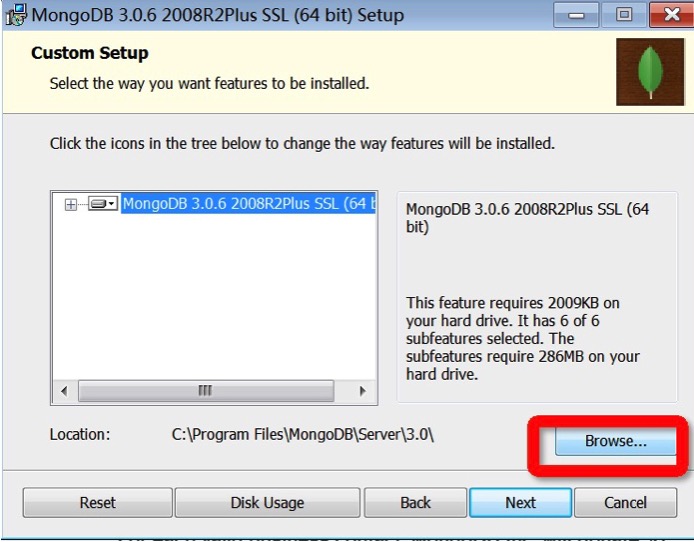 MongoDB 3.0.6 2008R2Plus SSL (64 bit) Setup
Custom Setup
Select the way you want features to be installed.
Click the icons in the tree below to change the way features will be installed.
MongoDB 3.0.6 2008R2Plus SSL (64 b
MongoDB 3.0.6 2008R2Plus SSL (64
bit)
This feature requires 2009KB on
your hard drive. It has 6 of 6
subfeatures selected. The
subfeatures require 286MB on your
hard drive.
Location: C:\Program Files\MongoDB\Server\3.0\
Browse...
Reset Disk Usage Back Next Cancel